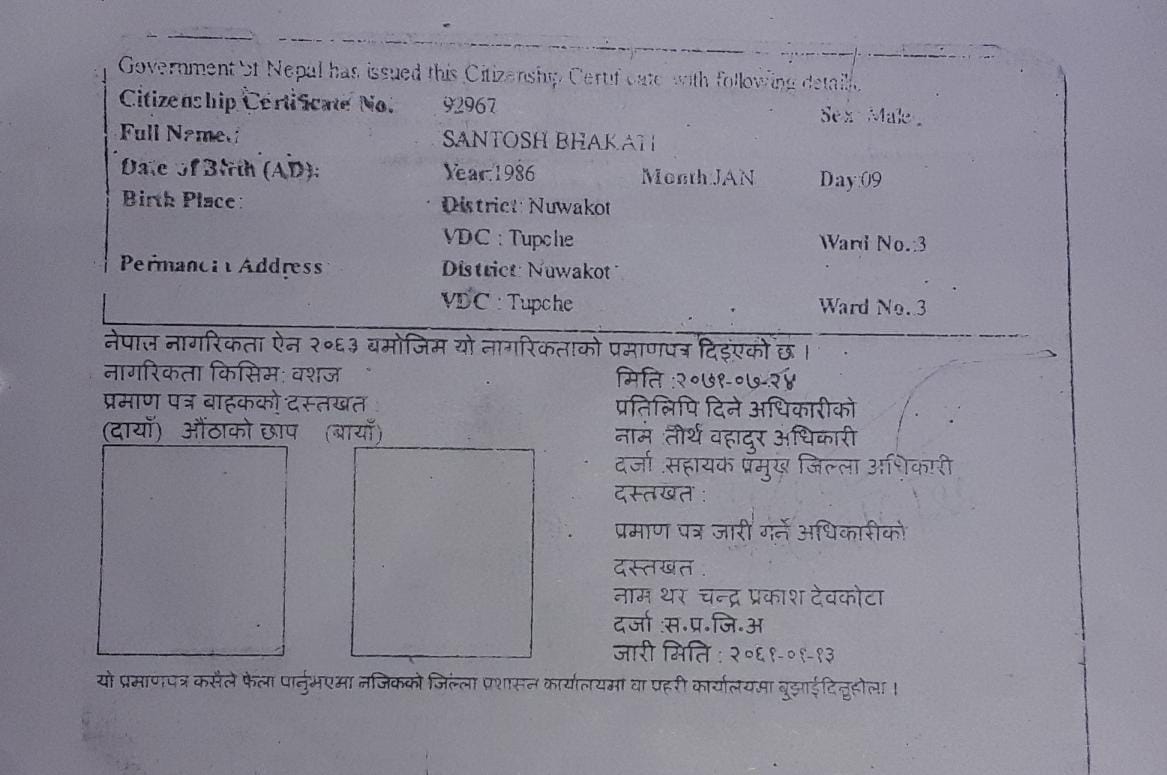 Government of Nepal has issued this Citizenship Certificate with following details.
Citizenship Certificate No. 92967 Sex: Male
Full Name.: SANTOSH BHAKATI
Date of Birth (AD): Year:1986 Month:JAN Day:09
Birth Place: District: Nuwakot
VDC : Tupche Ward No.:3
Permanent Address District: Nuwakot
VDC : Tupche Ward No.:3
नेपाल नागरिकता ऐन २०६३ बमोजिम यो नागरिकताको प्रमाणपत्र दिइएको छ ।
नागरिकता किसिम: वंशज
प्रमाण पत्र बाहकको दस्तखत
(दायाँ) औंठाको छाप (बायाँ)
मिति :२०७१-०७-२४
प्रतिलिपि दिने अधिकारीको
नाम :तीर्थ वहादुर अधिकारी
दर्जा :सहायक प्रमुख जिल्ला अधिकारी
दस्तखत :
प्रमाण पत्र जारी गर्ने अधिकारीको
दस्तखत :
नाम थर चन्द्र प्रकाश देवकोटा
दर्जा :स.प्र.जि.अ
जारी मिति : २०६१-०१-१३
यो प्रमाणपत्र कसैले फेला पार्नुभएमा नजिकको जिल्ला प्रशासन कार्यालयमा वा प्रहरी कार्यालयमा बुझाईदिनुहोला ।